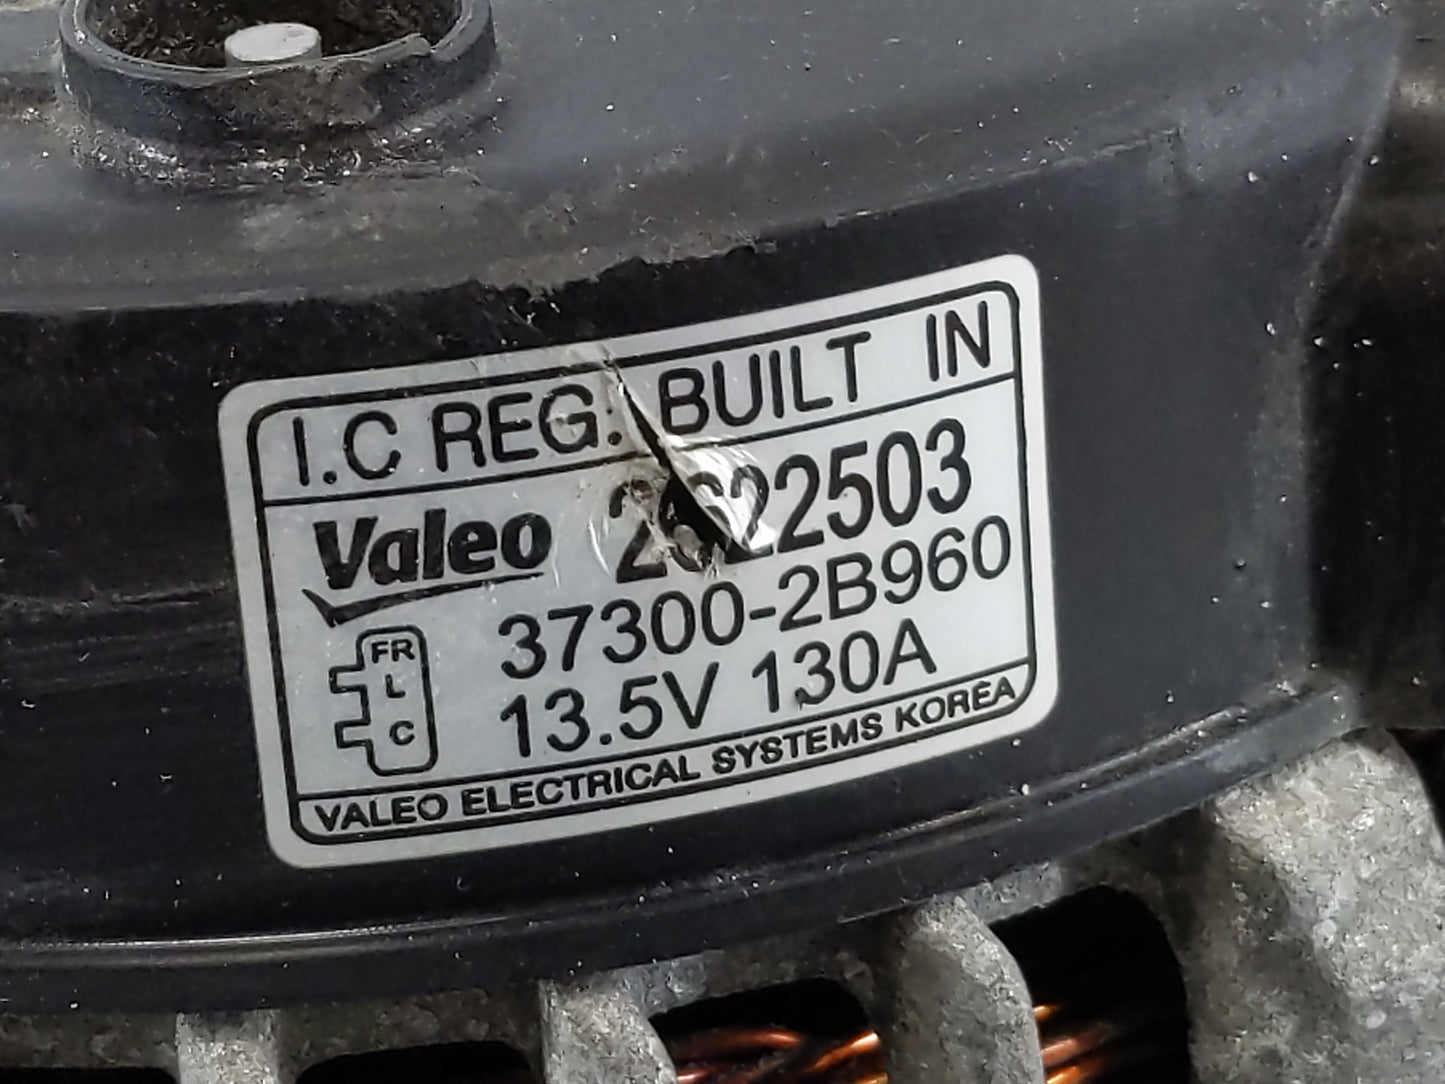 I.C REG. BUILT IN
Valeo
37300-2B960
FR
L
C
13.5V 130A
VALEO ELECTRICAL SYSTEMS KOREA